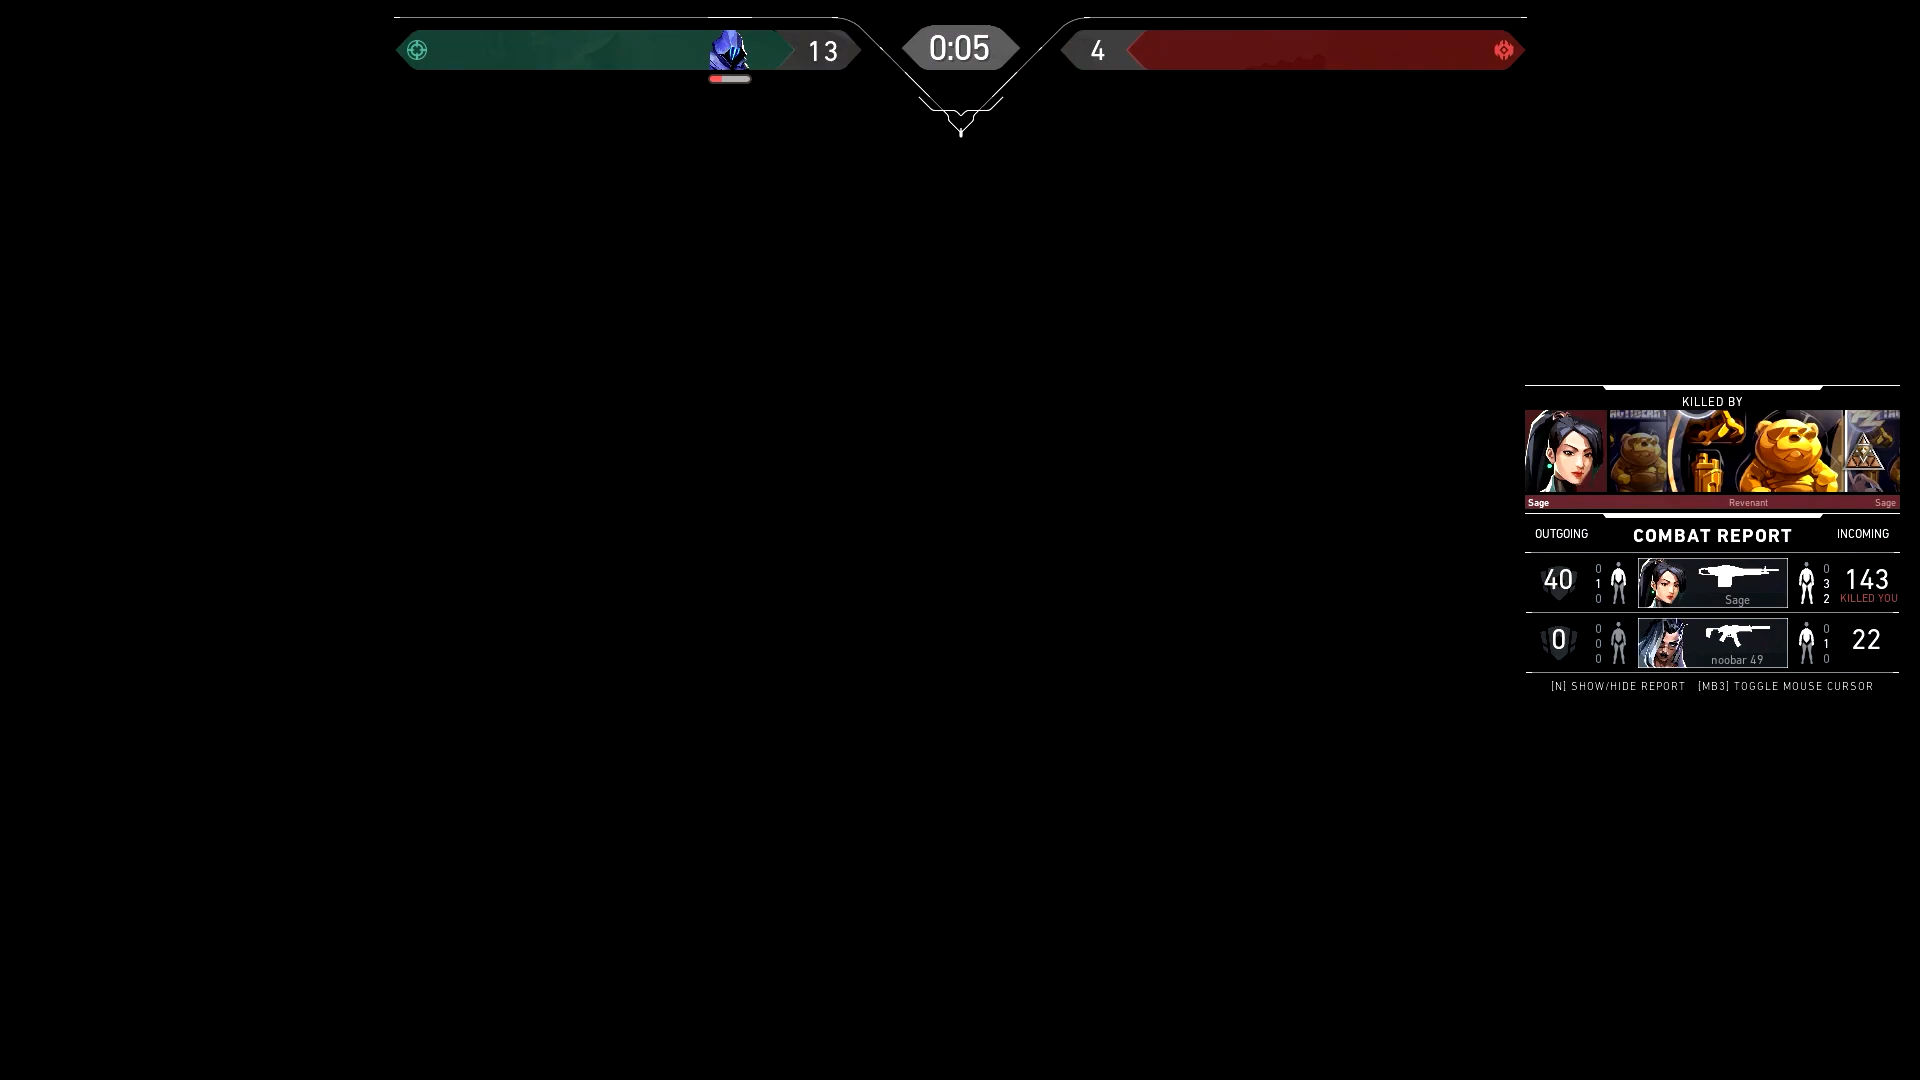 13
0:05
4
KILLED BY
Sage Revenant Sage
OUTGOING COMBAT REPORT INCOMING
40 0 1 0 Sage 0 3 2 143 KILLED YOU
0 0 0 0 noobar 49 0 1 0 22
[N] SHOW/HIDE REPORT [MB3] TOGGLE MOUSE CURSOR